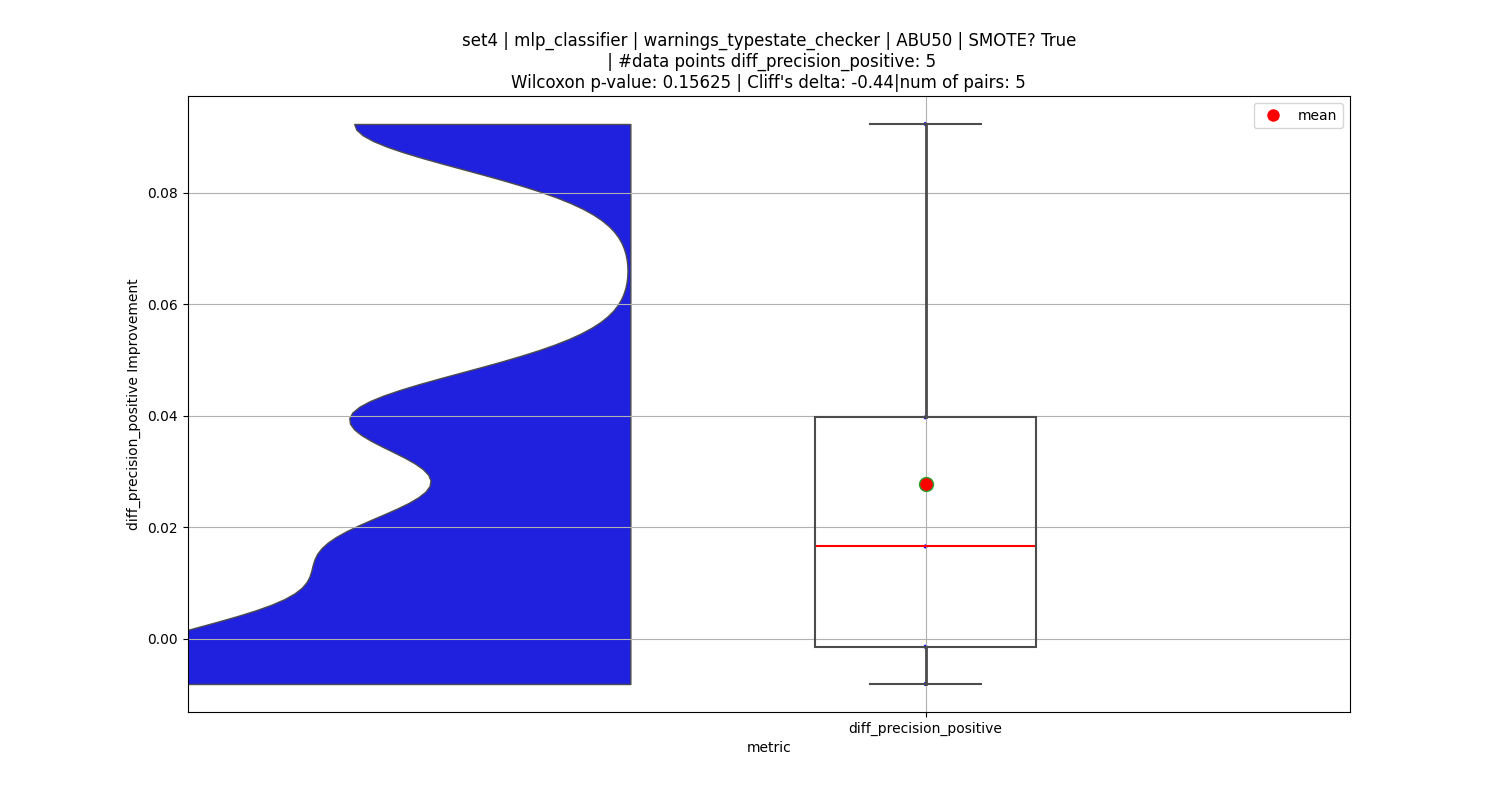 set4 | mlp_classifier | warnings_typestate_checker | ABU50 | SMOTE? True
| #data points diff_precision_positive: 5
Wilcoxon p-value: 0.15625 | Cliff's delta: -0.44|num of pairs: 5
mean
0.08
0.06
0.04
0.02
0.00
diff_precision_positive Improvement
diff_precision_positive
metric